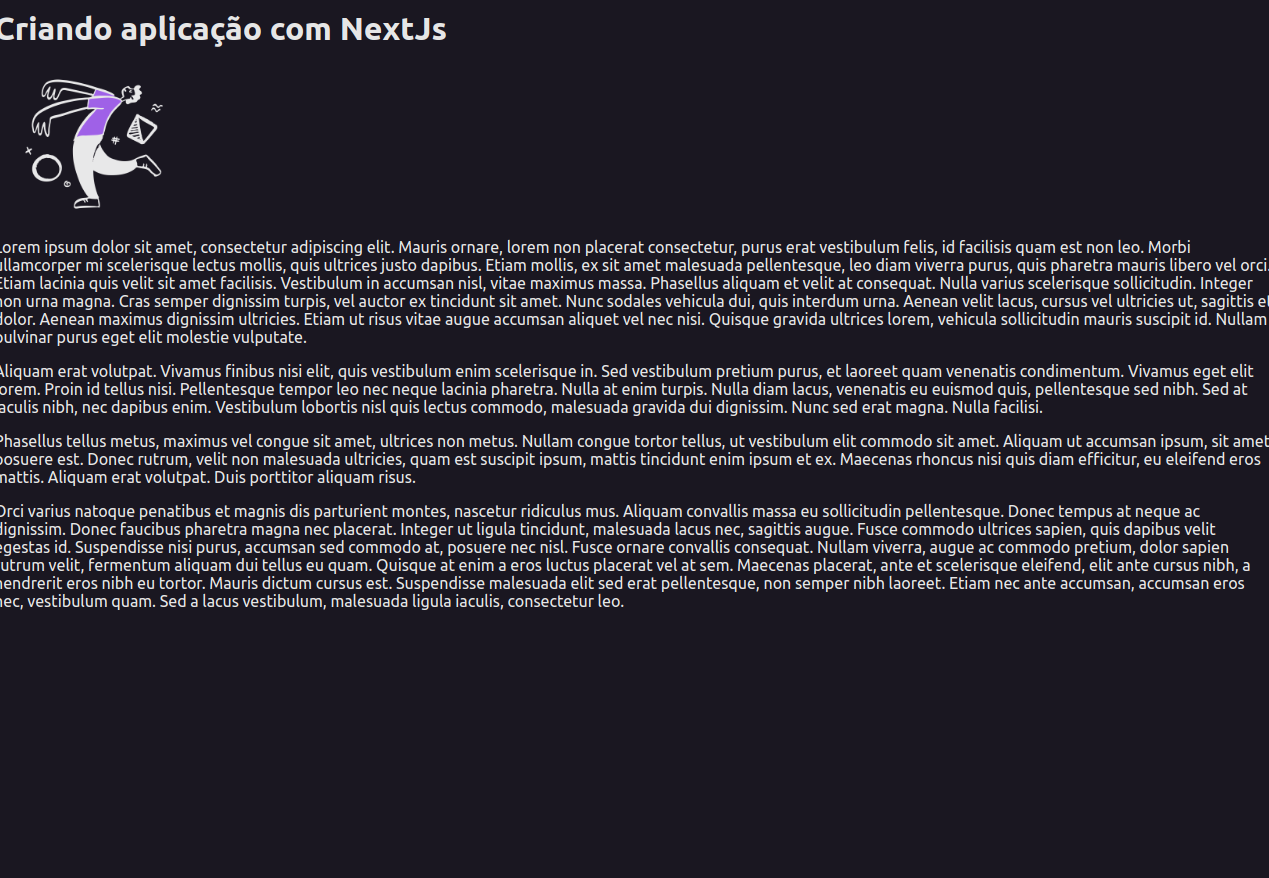 Criando aplicação com NextJs
Lorem ipsum dolor sit amet, consectetur adipiscing elit. Mauris ornare, lorem non placerat consectetur, purus erat vestibulum felis, id facilisis quam est non leo. Morbi
ullamcorper mi scelerisque lectus mollis, quis ultrices justo dapibus. Etiam mollis, ex sit amet malesuada pellentesque, leo diam viverra purus, quis pharetra mauris libero vel orci.
Etiam lacinia quis velit sit amet facilisis. Vestibulum in accumsan nisl, vitae maximus massa. Phasellus aliquam et velit at consequat. Nulla varius scelerisque sollicitudin. Integer
non urna magna. Cras semper dignissim turpis, vel auctor ex tincidunt sit amet. Nunc sodales vehicula dui, quis interdum urna. Aenean velit lacus, cursus vel ultricies ut, sagittis et
dolor. Aenean maximus dignissim ultricies. Etiam ut risus vitae augue accumsan aliquet vel nec nisi. Quisque gravida ultrices lorem, vehicula sollicitudin mauris suscipit id. Nullam
pulvinar purus eget elit molestie vulputate.
Aliquam erat volutpat. Vivamus finibus nisi elit, quis vestibulum enim scelerisque in. Sed vestibulum pretium purus, et laoreet quam venenatis condimentum. Vivamus eget elit
lorem. Proin id tellus nisi. Pellentesque tempor leo nec neque lacinia pharetra. Nulla at enim turpis. Nulla diam lacus, venenatis eu euismod quis, pellentesque sed nibh. Sed at
iaculis nibh, nec dapibus enim. Vestibulum lobortis nisl quis lectus commodo, malesuada gravida dui dignissim. Nunc sed erat magna. Nulla facilisi.
Phasellus tellus metus, maximus vel congue sit amet, ultrices non metus. Nullam congue tortor tellus, ut vestibulum elit commodo sit amet. Aliquam ut accumsan ipsum, sit amet
posuere est. Donec rutrum, velit non malesuada ultricies, quam est suscipit ipsum, mattis tincidunt enim ipsum et ex. Maecenas rhoncus nisi quis diam efficitur, eu eleifend eros
mattis. Aliquam erat volutpat. Duis porttitor aliquam risus.
Orci varius natoque penatibus et magnis dis parturient montes, nascetur ridiculus mus. Aliquam convallis massa eu sollicitudin pellentesque. Donec tempus at neque ac
dignissim. Donec faucibus pharetra magna nec placerat. Integer ut ligula tincidunt, malesuada lacus nec, sagittis augue. Fusce commodo ultrices sapien, quis dapibus velit
egestas id. Suspendisse nisi purus, accumsan sed commodo at, posuere nec nisl. Fusce ornare convallis consequat. Nullam viverra, augue ac commodo pretium, dolor sapien
rutrum velit, fermentum aliquam dui tellus eu quam. Quisque at enim a eros luctus placerat vel at sem. Maecenas placerat, ante et scelerisque eleifend, elit ante cursus nibh, a
hendrerit eros nibh eu tortor. Mauris dictum cursus est. Suspendisse malesuada elit sed erat pellentesque, non semper nibh laoreet. Etiam nec ante accumsan, accumsan eros
nec, vestibulum quam. Sed a lacus vestibulum, malesuada ligula iaculis, consectetur leo.